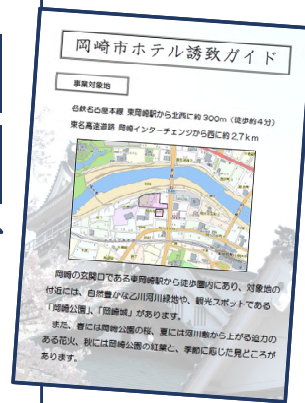 岡崎市ホテル誘致ガイド
事業対象地
名鉄名古屋本線 東岡崎駅から北西に約300m(徒歩約4分)
東名高速道路 岡崎インターチェンジから西に約2.7km
岡崎の玄関口である東岡崎駅から徒歩圏内にあり、対象地の
付近には、自然豊かな乙川河川緑地や、観光スポットである
「岡崎公園」、「岡崎城」があります。
また、春には岡崎公園の桜、夏には河川敷から上がる迫力の
ある花火、秋には岡崎公園の紅葉と、季節に応じた見どころが
あります。